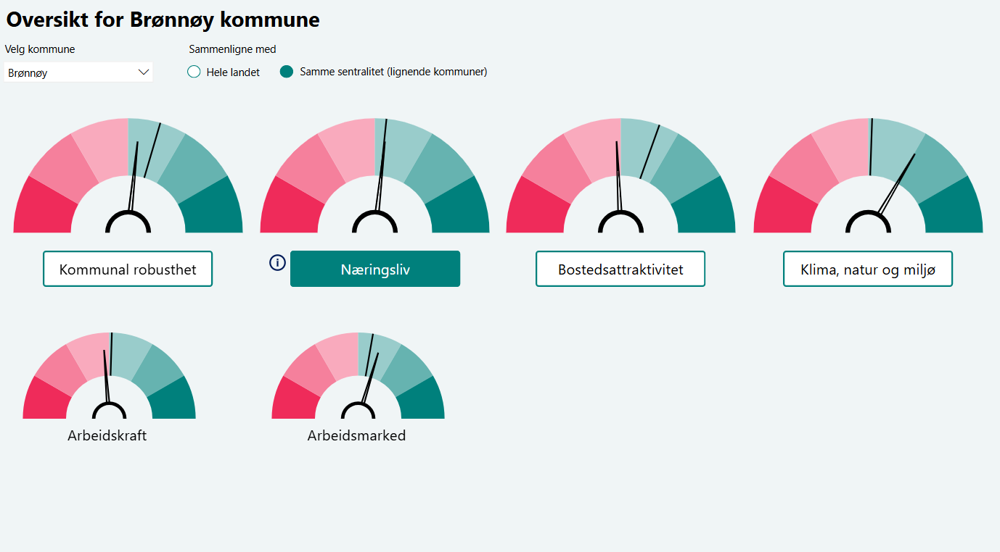 Oversikt for Brønnøy kommune
Velg kommune
Sammenligne med
Brønnøy
Hele landet
Samme sentralitet (lignende kommuner)
Kommunal robusthet
i
Næringsliv
Bostedsattraktivitet
Klima, natur og miljø
Arbeidskraft
Arbeidsmarked